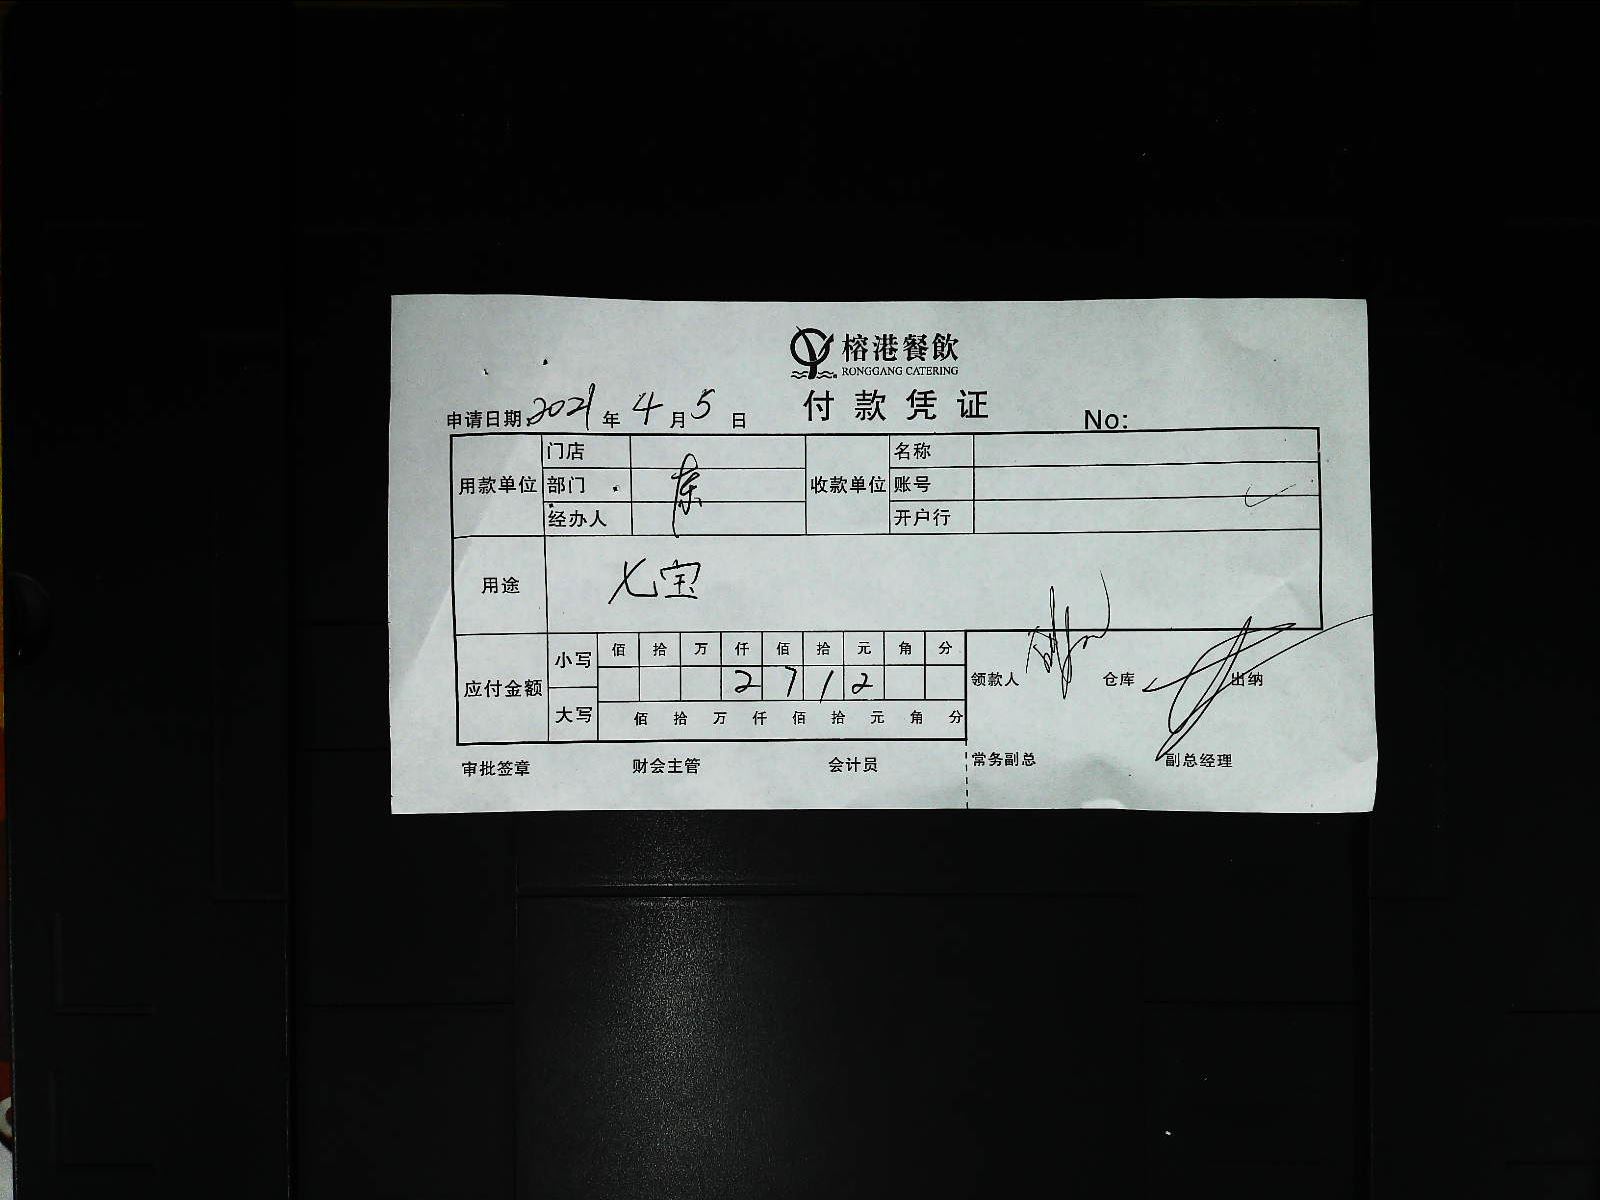 榕港餐飲
RONGGANG CATERING
付款凭证
申请日期 2021 年 4 月 5 日 No:
用款单位 门店 收款单位 名称
部门 东 账号
经办人 开户行
用途 七宝
应付金额 小写 佰 拾 万 仟 佰 拾 元 角 分
2 7 1 2
领款人 仓库 出纳
大写 佰 拾 万 仟 佰 拾 元 角 分
审批签章 财会主管 会计员 常务副总 副总经理